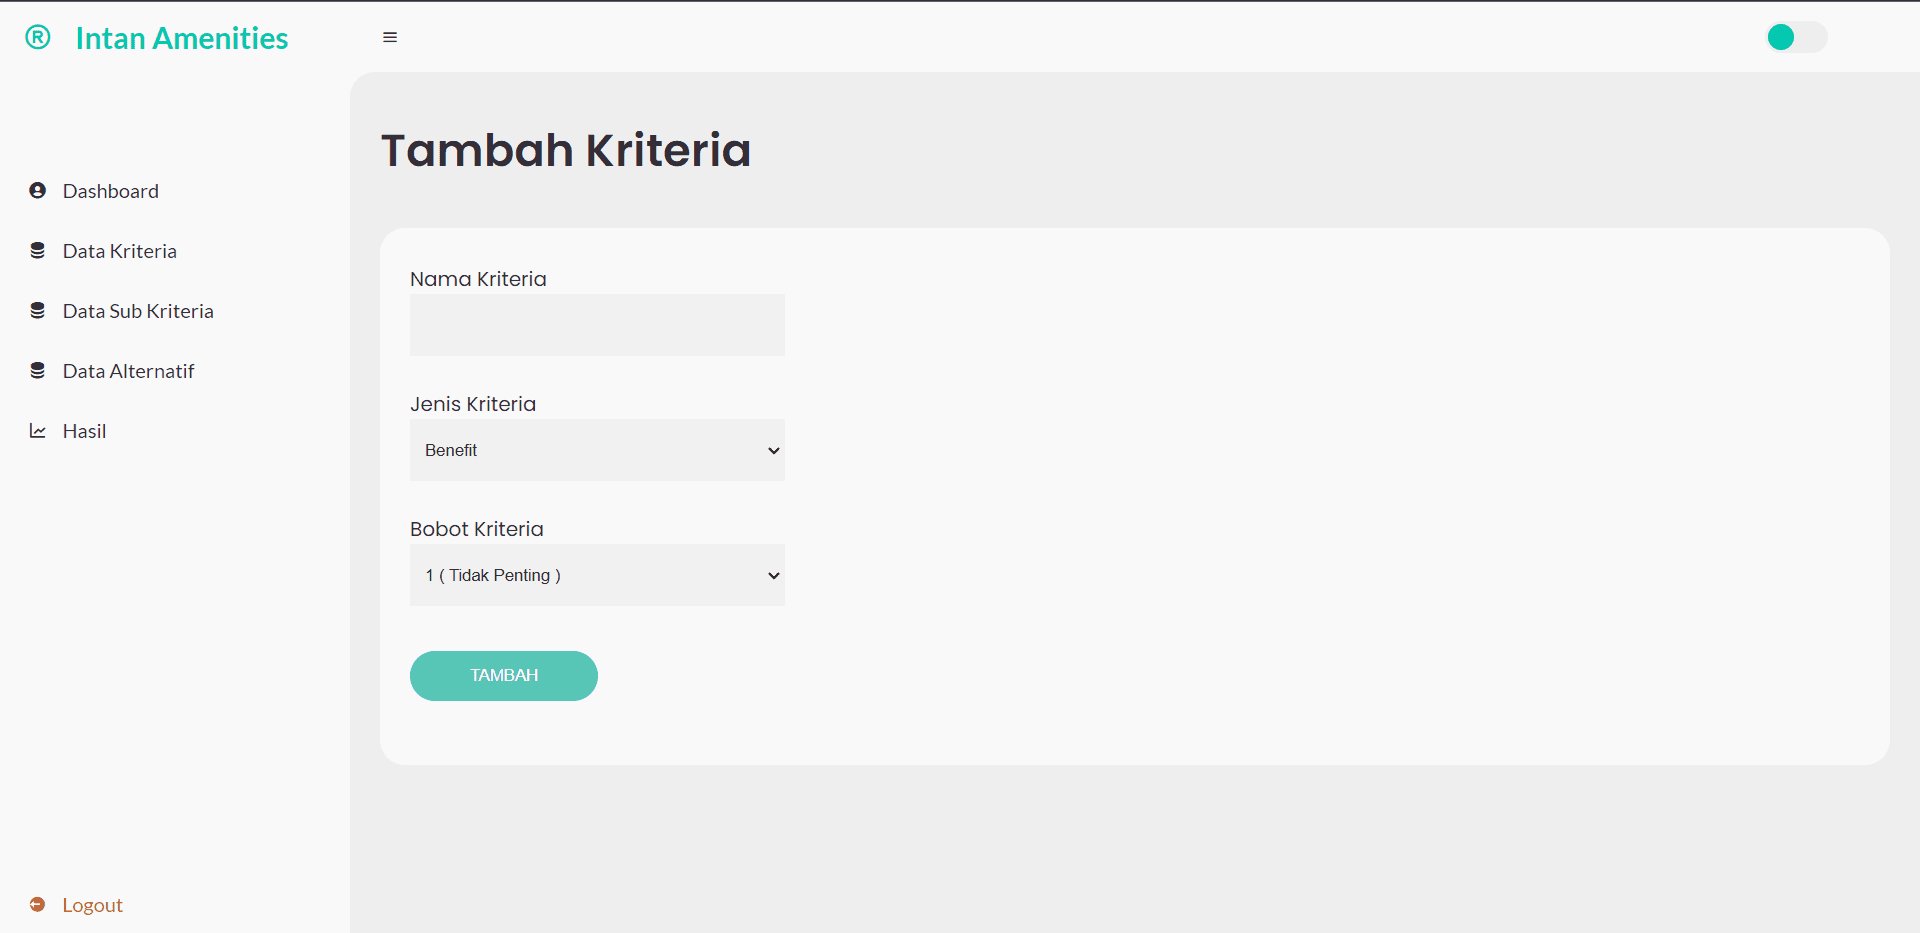 ® Intan Amenities
Dashboard
Data Kriteria
Data Sub Kriteria
Data Alternatif
Hasil
Logout
Tambah Kriteria
Nama Kriteria
Jenis Kriteria
Benefit
Bobot Kriteria
1 ( Tidak Penting )
TAMBAH